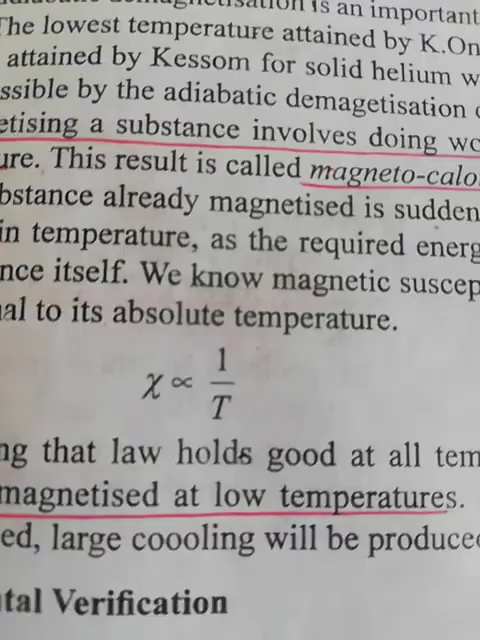 demagnetisation is an important
The lowest temperature attained by K.On
attained by Kessom for solid helium w
ssible by the adiabatic demagetisation
etising a substance involves doing wo
ure. This result is called magneto-calo
bstance already magnetised is sudden
in temperature, as the required energ
nce itself. We know magnetic suscep
al to its absolute temperature.
χ ∝ 1/T
ng that law holds good at all tem
magnetised at low temperatures.
ed, large coooling will be produce
tal Verification